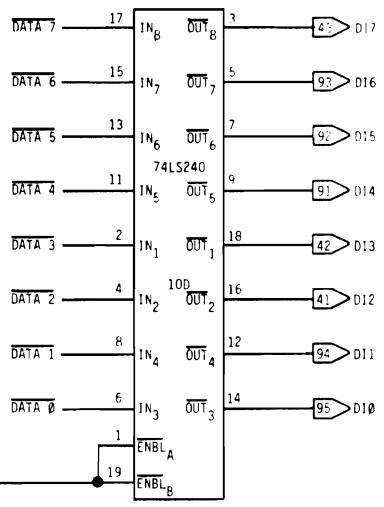 DATA 7 17 IN8 OUT8 3 43 DI7
DATA 6 15 IN7 OUT7 5 93 DI6
DATA 5 13 IN6 OUT6 7 92 DI5
74LS240
DATA 4 11 IN5 OUT5 9 91 DI4
DATA 3 2 IN1 OUT1 18 42 DI3
10D
DATA 2 4 IN2 OUT2 16 41 DI2
DATA 1 8 IN4 OUT4 12 94 DI1
DATA Ø 6 IN3 OUT3 14 95 DIØ
1 ENBLA
19 ENBLB